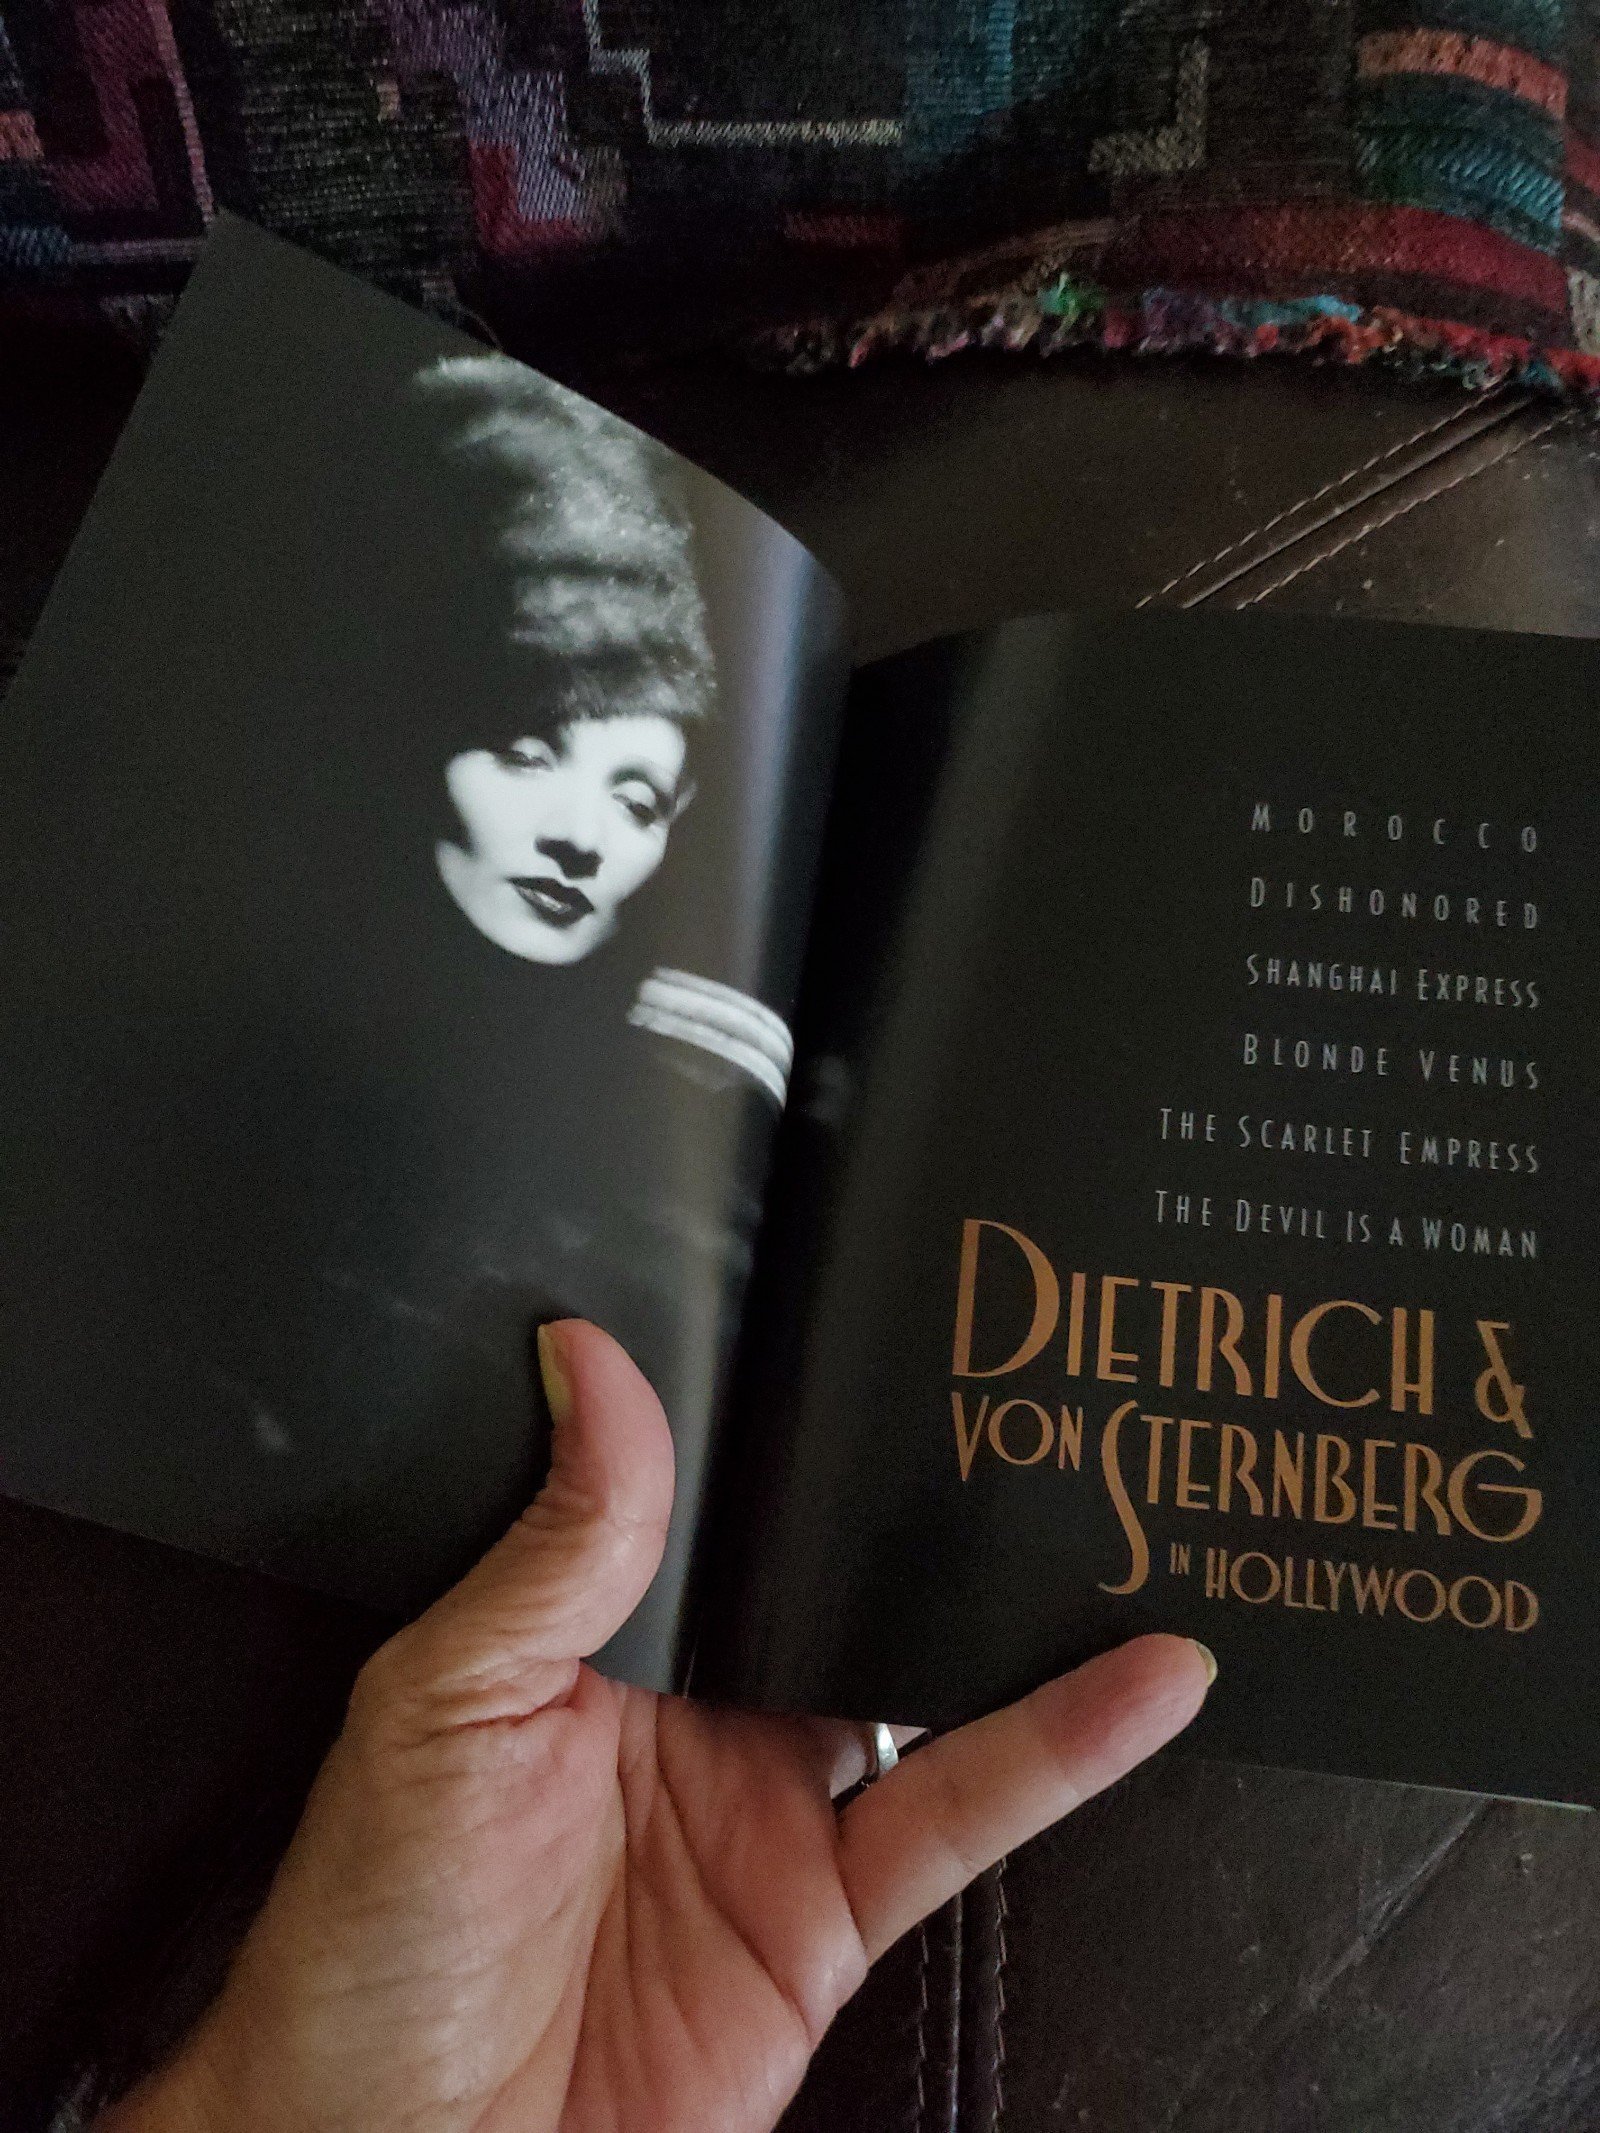 MOROCCO
DISHONORED
SHANGHAI EXPRESS
BLONDE VENUS
THE SCARLET EMPRESS
THE DEVIL IS A WOMAN
DIETRICH &
VON STERNBERG
IN HOLLYWOOD